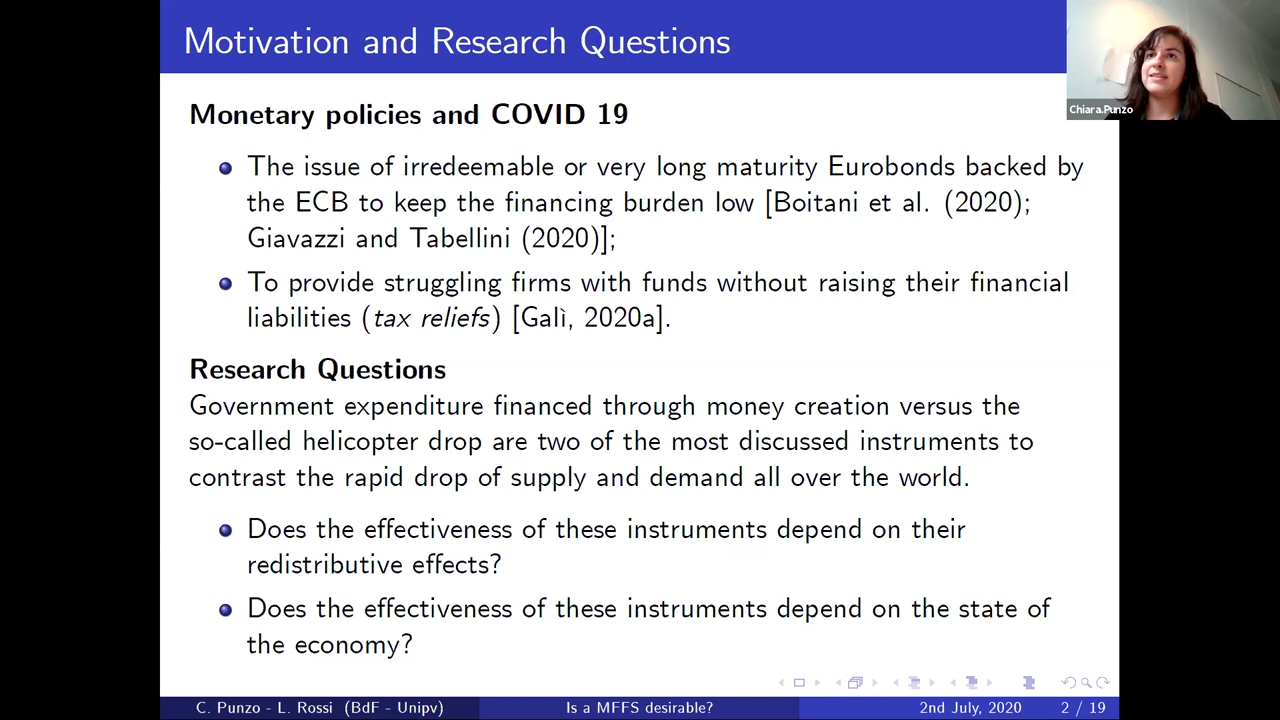 Motivation and Research Questions
Chiara.Punzo
Monetary policies and COVID 19
The issue of irredeemable or very long maturity Eurobonds backed by
the ECB to keep the financing burden low [Boitani et al. (2020);
Giavazzi and Tabellini (2020)];
To provide struggling firms with funds without raising their financial
liabilities (tax reliefs) [Galì, 2020a].
Research Questions
Government expenditure financed through money creation versus the
so-called helicopter drop are two of the most discussed instruments to
contrast the rapid drop of supply and demand all over the world.
Does the effectiveness of these instruments depend on their
redistributive effects?
Does the effectiveness of these instruments depend on the state of
the economy?
C. Punzo - L. Rossi (BdF - Unipv) Is a MFFS desirable? 2nd July, 2020 2 / 19